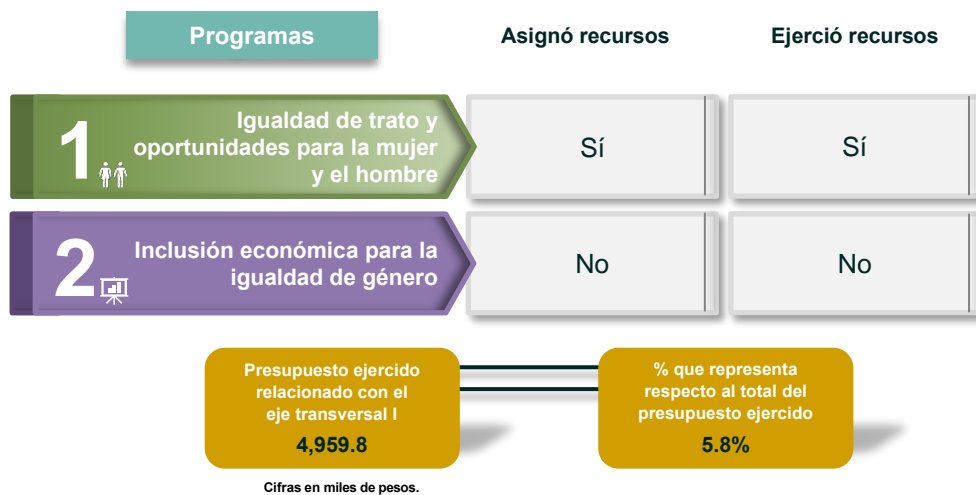 Programas
Asignó recursos
Ejerció recursos
1
Igualdad de trato y
oportunidades para la mujer
y el hombre
Sí
Sí
2
Inclusión económica para la
igualdad de género
No
No
Presupuesto ejercido
relacionado con el
eje transversal I
4,959.8
% que representa
respecto al total del
presupuesto ejercido
5.8%
Cifras en miles de pesos.